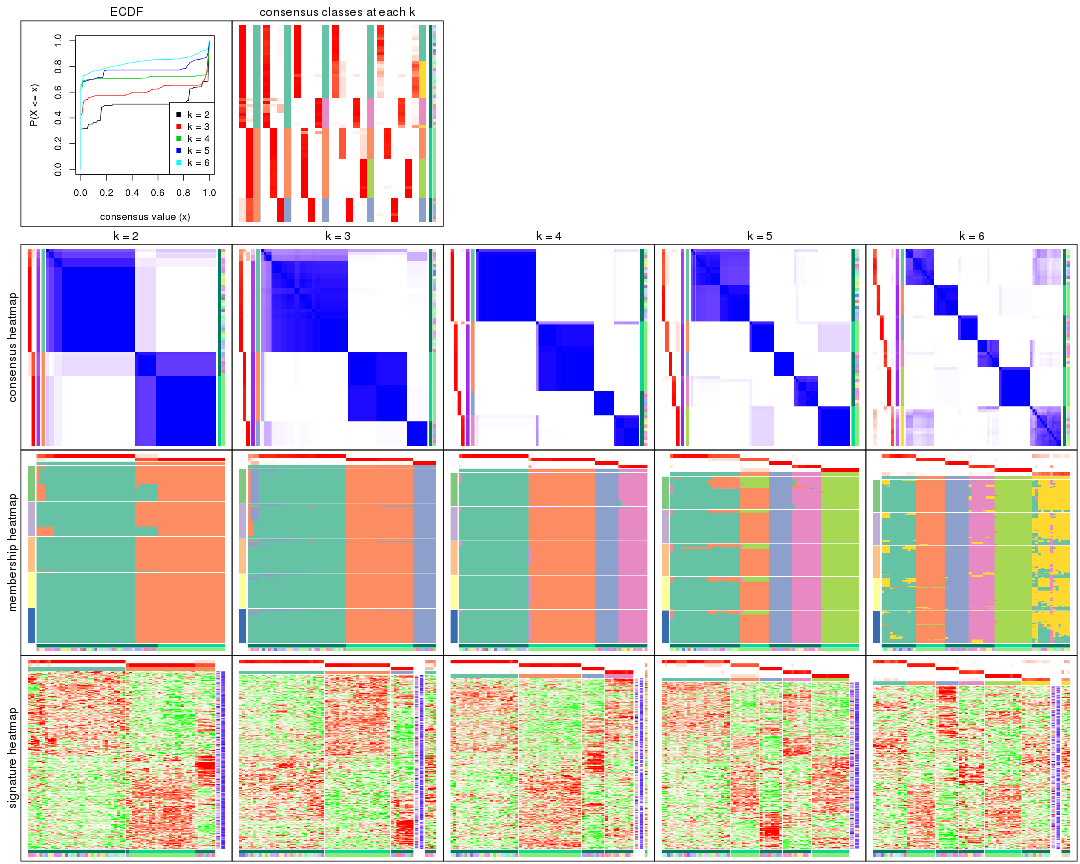 ECDF
consensus classes at each k
P(X <= x)
0.0 0.2 0.4 0.6 0.8 1.0
k = 2
k = 3
k = 4
k = 5
k = 6
0.0 0.2 0.4 0.6 0.8 1.0
consensus value (x)
k = 2
k = 3
k = 4
k = 5
k = 6
consensus heatmap
membership heatmap
signature heatmap